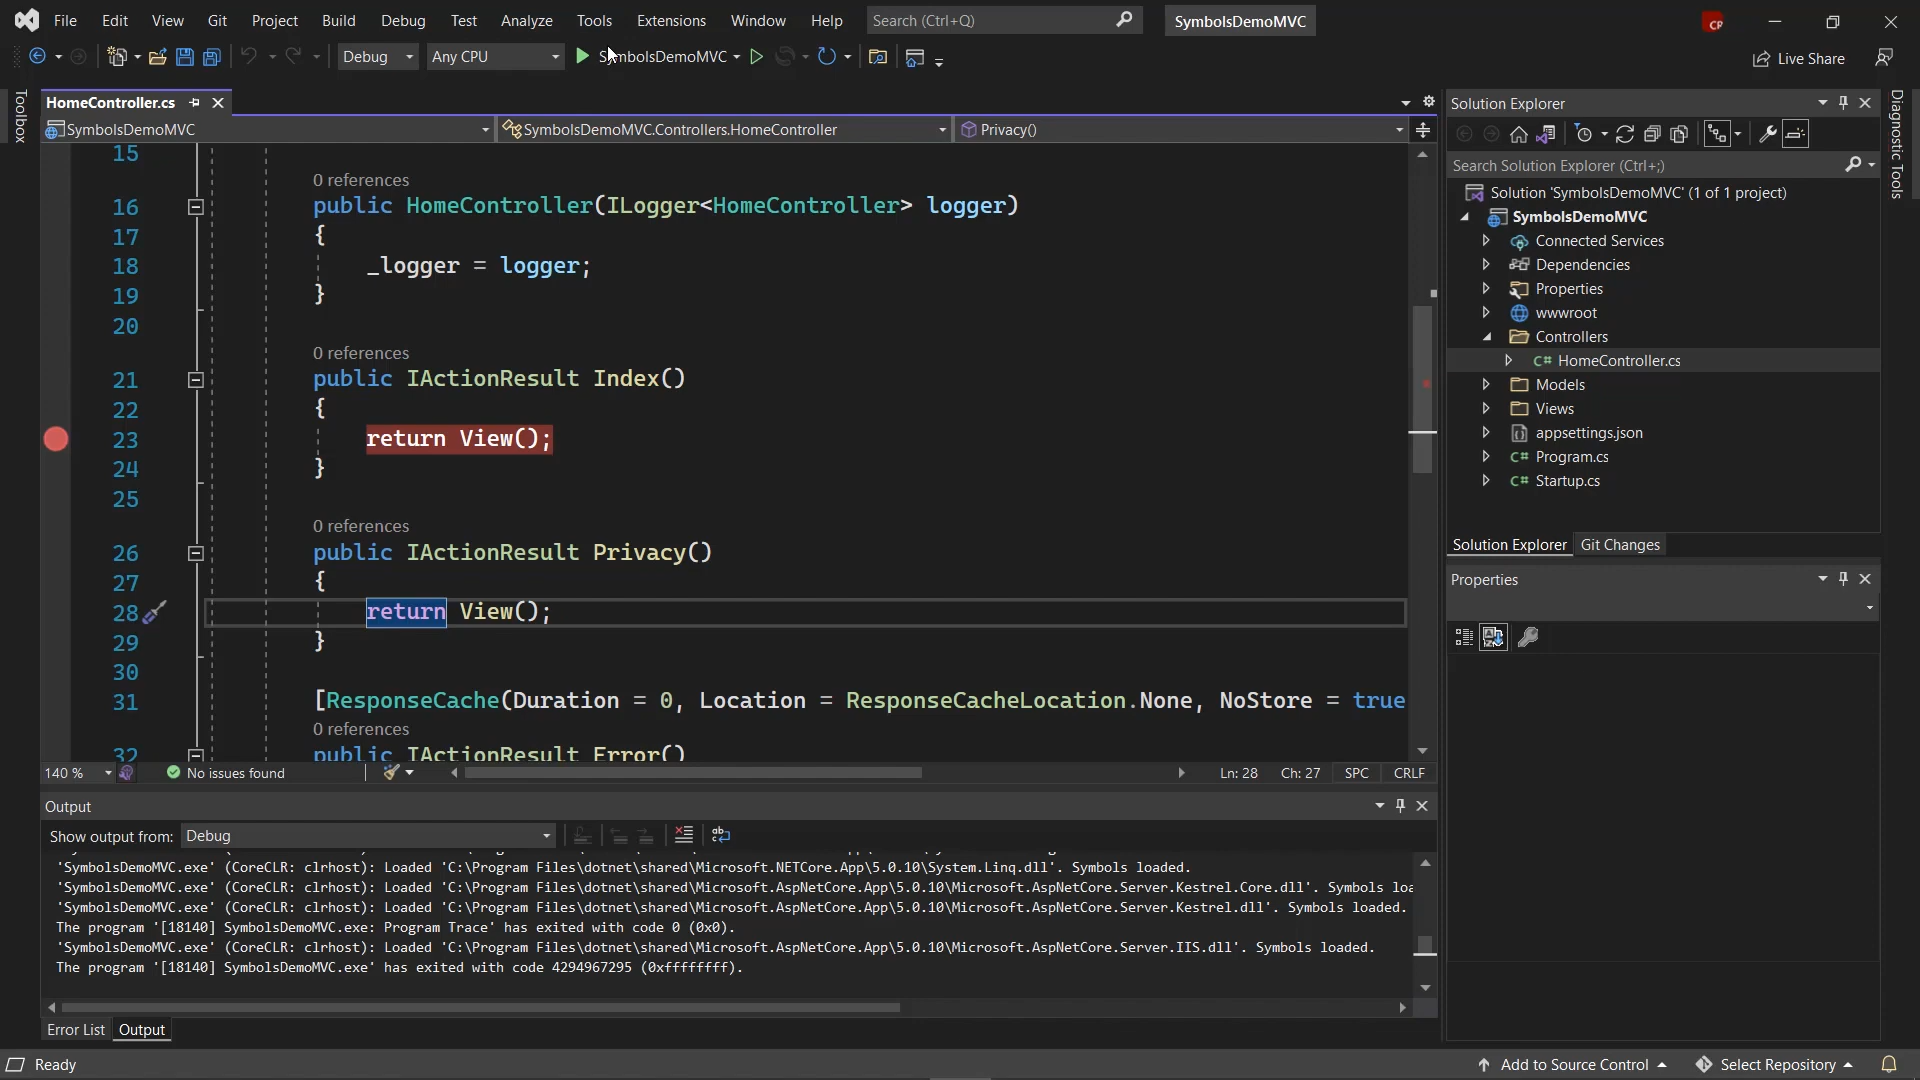 File Edit View Git Project Build Debug Test Analyze Tools Extensions Window Help Search (Ctrl+Q) SymbolsDemoMVC CP
Debug Any CPU SymbolsDemoMVC Live Share
Toolbox
HomeController.cs
SymbolsDemoMVC SymbolsDemoMVC.Controllers.HomeController Privacy()
15
0 references
16 public HomeController(ILogger<HomeController> logger)
17 {
18 _logger = logger;
19 }
20
0 references
21 public IActionResult Index()
22 {
23 return View();
24 }
25
0 references
26 public IActionResult Privacy()
27 {
28 return View();
29 }
30
31 [ResponseCache(Duration = 0, Location = ResponseCacheLocation.None, NoStore = true
0 references
32 public IActionResult Error()
140 % No issues found Ln: 28 Ch: 27 SPC CRLF
Output
Show output from: Debug
'SymbolsDemoMVC.exe' (CoreCLR: clrhost): Loaded 'C:\Program Files\dotnet\shared\Microsoft.NETCore.App\5.0.10\System.Linq.dll'. Symbols loaded.
'SymbolsDemoMVC.exe' (CoreCLR: clrhost): Loaded 'C:\Program Files\dotnet\shared\Microsoft.AspNetCore.App\5.0.10\Microsoft.AspNetCore.Server.Kestrel.Core.dll'. Symbols loa
'SymbolsDemoMVC.exe' (CoreCLR: clrhost): Loaded 'C:\Program Files\dotnet\shared\Microsoft.AspNetCore.App\5.0.10\Microsoft.AspNetCore.Server.Kestrel.dll'. Symbols loaded.
The program '[18140] SymbolsDemoMVC.exe: Program Trace' has exited with code 0 (0x0).
'SymbolsDemoMVC.exe' (CoreCLR: clrhost): Loaded 'C:\Program Files\dotnet\shared\Microsoft.AspNetCore.App\5.0.10\Microsoft.AspNetCore.Server.IIS.dll'. Symbols loaded.
The program '[18140] SymbolsDemoMVC.exe' has exited with code 4294967295 (0xffffffff).
Error List Output
Ready Add to Source Control Select Repository
Solution Explorer
Search Solution Explorer (Ctrl+;)
Solution 'SymbolsDemoMVC' (1 of 1 project)
SymbolsDemoMVC
Connected Services
Dependencies
Properties
wwwroot
Controllers
C# HomeController.cs
Models
Views
appsettings.json
C# Program.cs
C# Startup.cs
Solution Explorer Git Changes
Properties
Diagnostic Tools